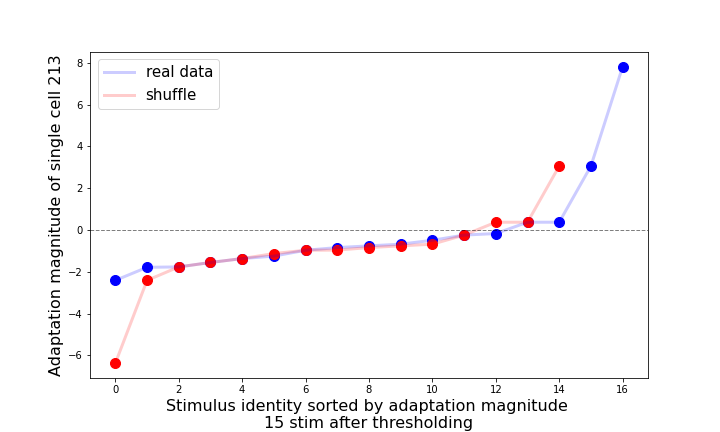 real data
shuffle
Adaptation magnitude of single cell 213
8
6
4
2
0
−2
−4
−6
0 2 4 6 8 10 12 14 16
Stimulus identity sorted by adaptation magnitude
15 stim after thresholding